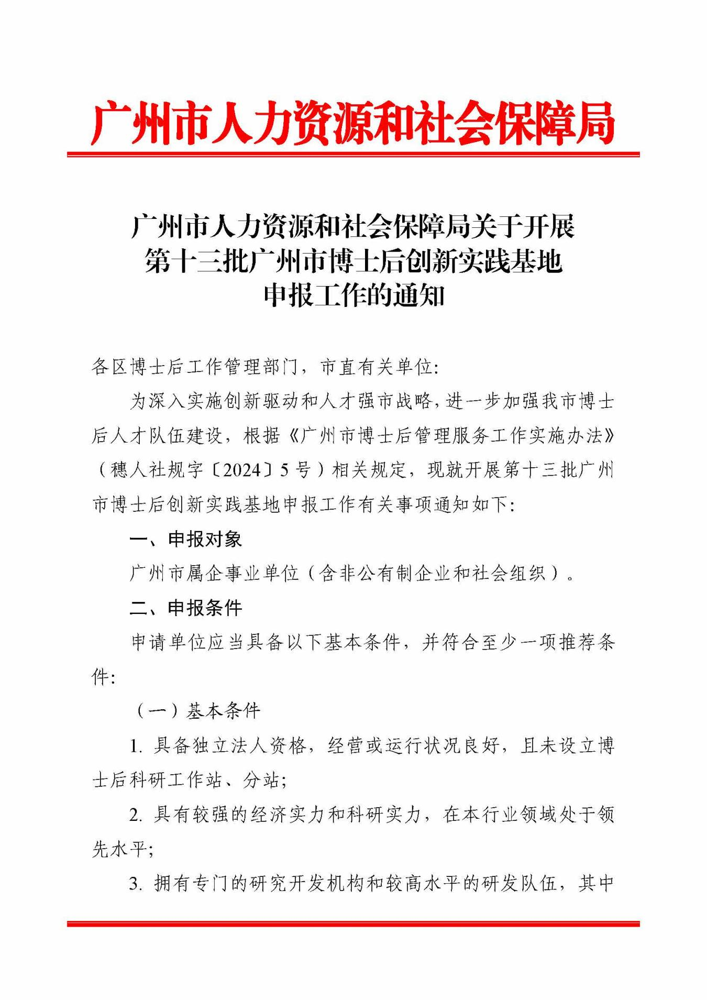 广州市人力资源和社会保障局
广州市人力资源和社会保障局关于开展
第十三批广州市博士后创新实践基地
申报工作的通知
各区博士后工作管理部门，市直有关单位：
为深入实施创新驱动和人才强市战略，进一步加强我市博士
后人才队伍建设，根据《广州市博士后管理服务工作实施办法》
（穗人社规字〔2024〕5 号）相关规定，现就开展第十三批广州
市博士后创新实践基地申报工作有关事项通知如下：
一、申报对象
广州市属企事业单位（含非公有制企业和社会组织）。
二、申报条件
申请单位应当具备以下基本条件，并符合至少一项推荐条
件：
（一）基本条件
1. 具备独立法人资格，经营或运行状况良好，且未设立博
士后科研工作站、分站；
2. 具有较强的经济实力和科研实力，在本行业领域处于领
先水平；
3. 拥有专门的研究开发机构和较高水平的研发队伍，其中